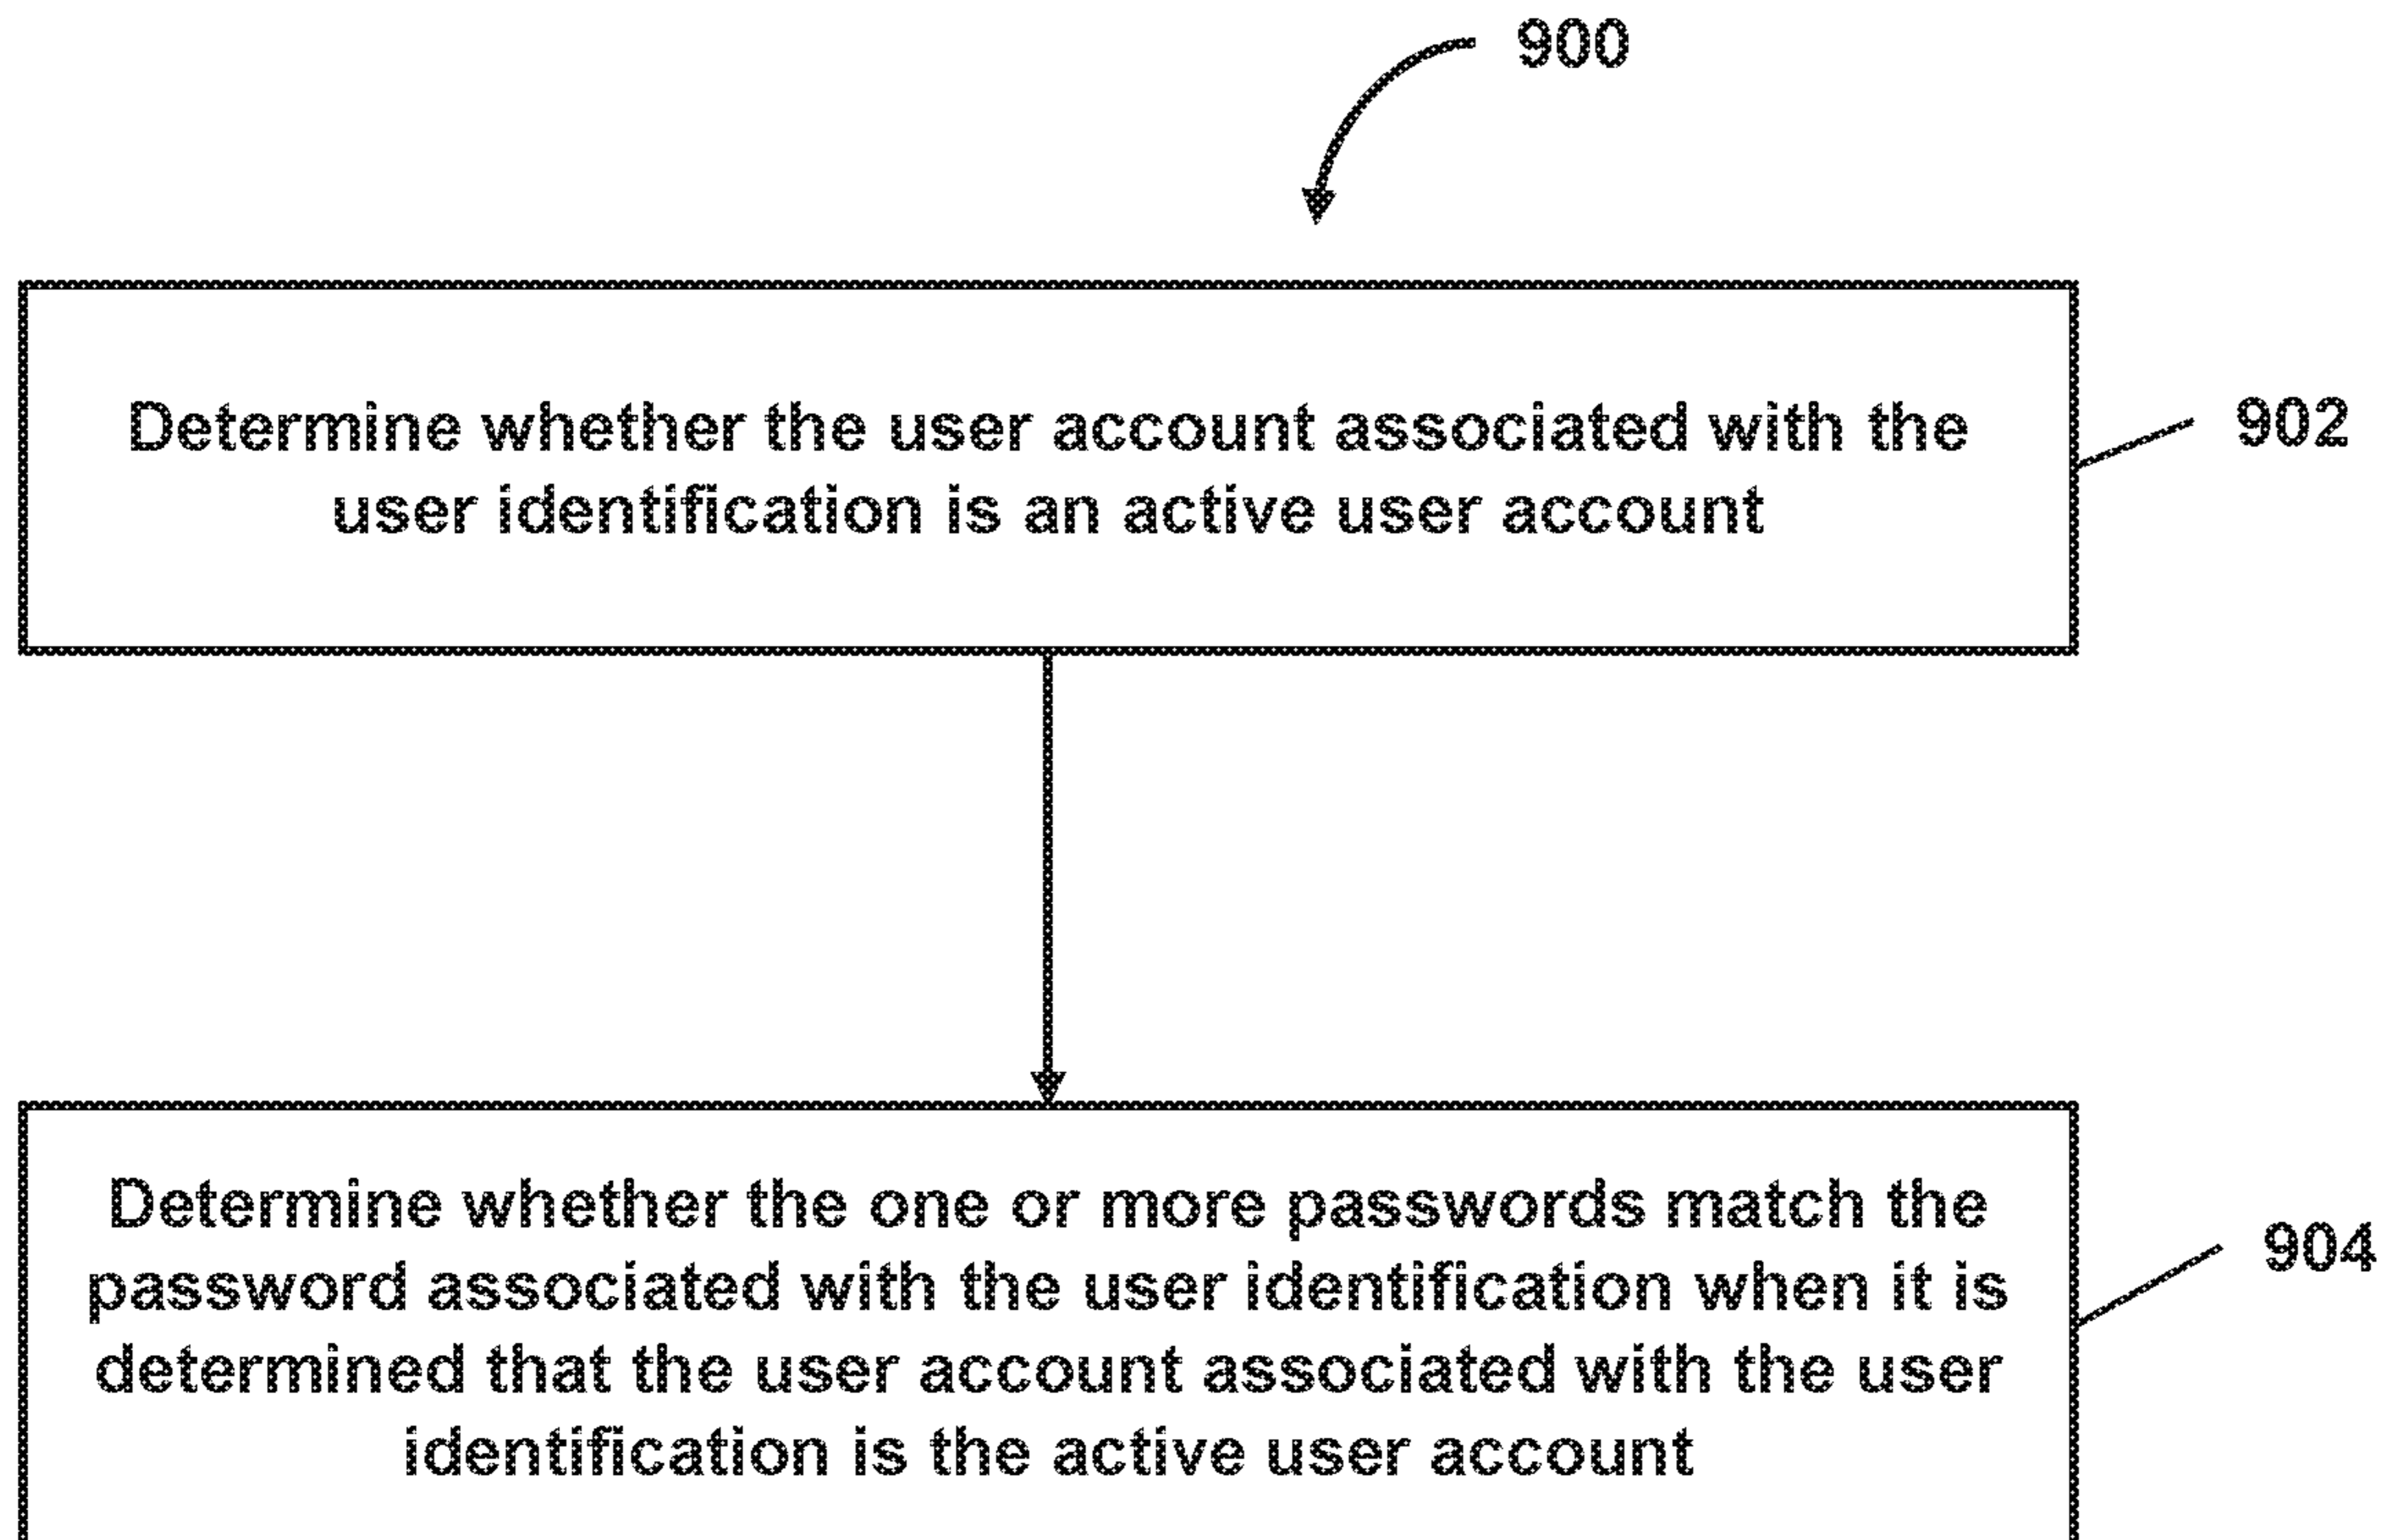 900
Determine whether the user account associated with the
user identification is an active user account
902
Determine whether the one or more passwords match the
password associated with the user identification when it is
determined that the user account associated with the user
identification is the active user account
904